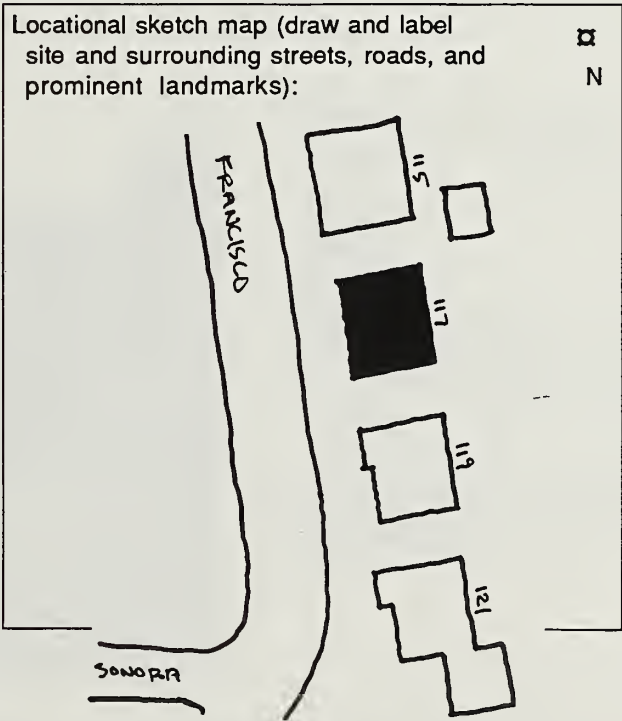 Locational sketch map (draw and label
site and surrounding streets, roads, and
prominent landmarks):
N
FRANCISCO
115
117
119
121
SONORA